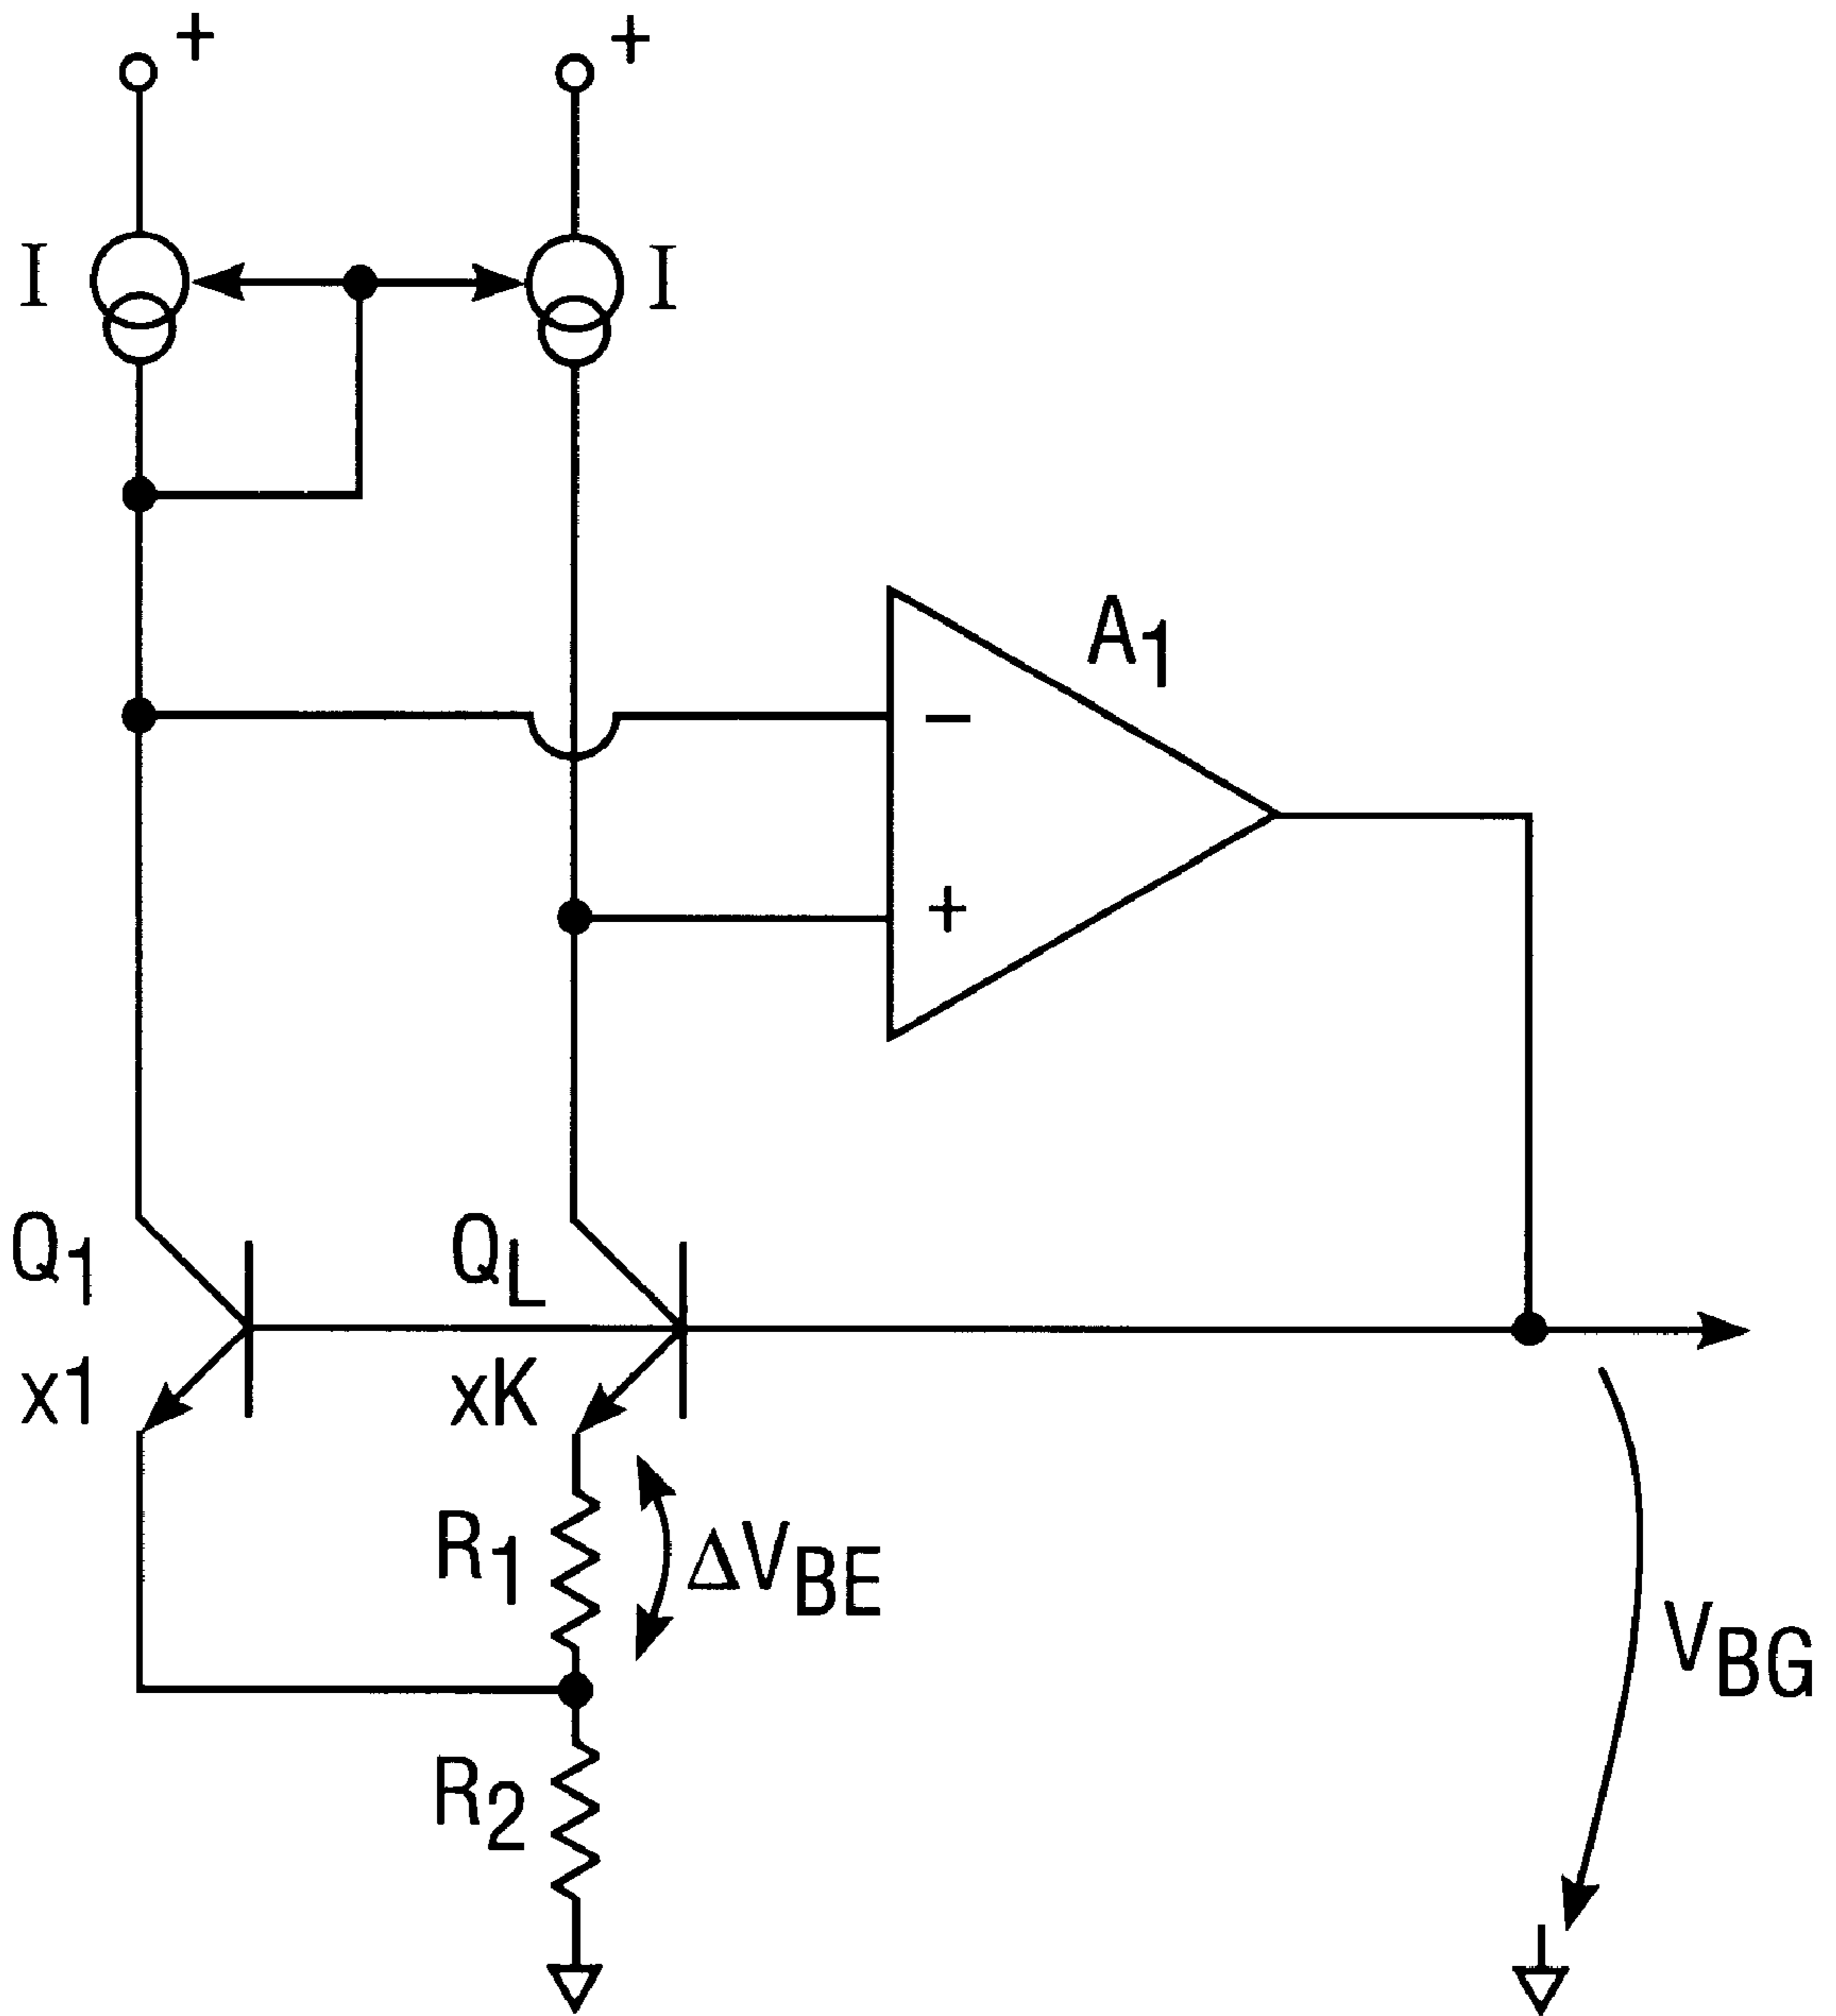 + +
I I
A1
−
+
Q1 QL
x1 xK
R1 ΔVBE
VBG
R2